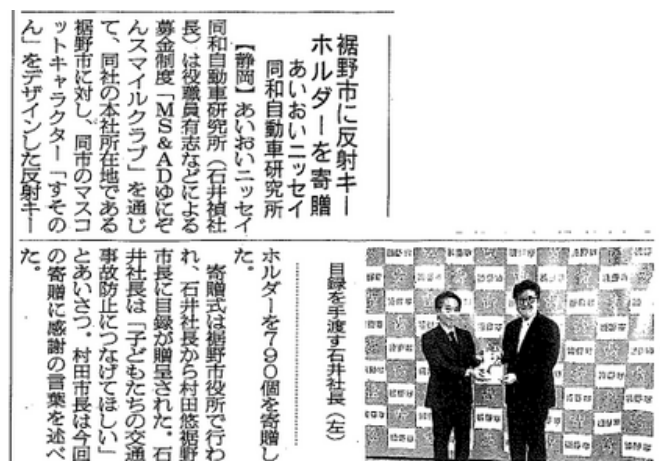 裾野市に反射キー
ホルダーを寄贈
あいおいニッセイ
同和自動車研究所
【静岡】あいおいニッセイ
同和自動車研究所(石井禎社
長)は役職員有志などによる
募金制度「MS&ADゆにぞ
んスマイルクラブ」を通じ
て、同社の本社所在地である
裾野市に対し、同市のマスコ
ットキャラクター「すその
ん」をデザインした反射キー
ホルダーを790個を寄贈し
た。
寄贈式は裾野市役所で行わ
れ、石井社長から村田悠裾野
市長に目録が贈呈された。石
井社長は「子どもたちの交通
事故防止につなげてほしい」
とあいさつ。村田市長は今回
の寄贈に感謝の言葉を述べ
た。
目録を手渡す石井社長(左)